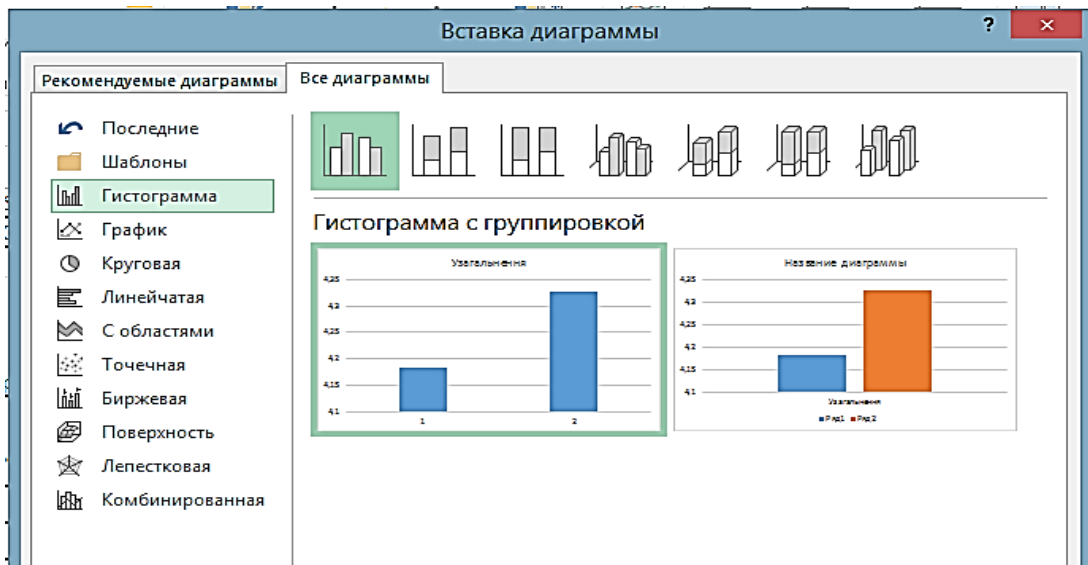 Вставка диаграммы
?
Рекомендуемые диаграммы
Все диаграммы
Последние
Шаблоны
Гистограмма
График
Круговая
Линейчатая
С областями
Точечная
Биржевая
Поверхность
Лепестковая
Комбинированная
Гистограмма с группировкой
Узагальнення
4,35
4,3
4,25
4,2
4,15
4,1
1 2
Название диаграммы
4,35
4,3
4,25
4,2
4,15
4,1
Узагальнення
Ряд1 Ряд2